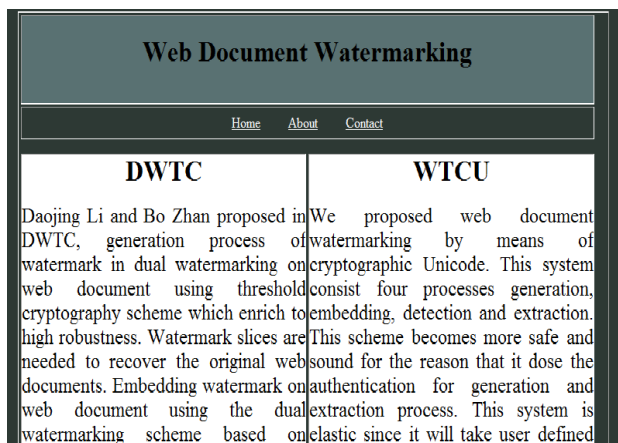 Web Document Watermarking
Home About Contact
DWTC
Daojing Li and Bo Zhan proposed in
DWTC, generation process of
watermark in dual watermarking on
web document using threshold
cryptography scheme which enrich to
high robustness. Watermark slices are
needed to recover the original web
documents. Embedding watermark on
web document using the dual
watermarking scheme based on
WTCU
We proposed web document
watermarking by means of
cryptographic Unicode. This system
consist four processes generation,
embedding, detection and extraction.
This scheme becomes more safe and
sound for the reason that it dose the
authentication for generation and
extraction process. This system is
elastic since it will take user defined